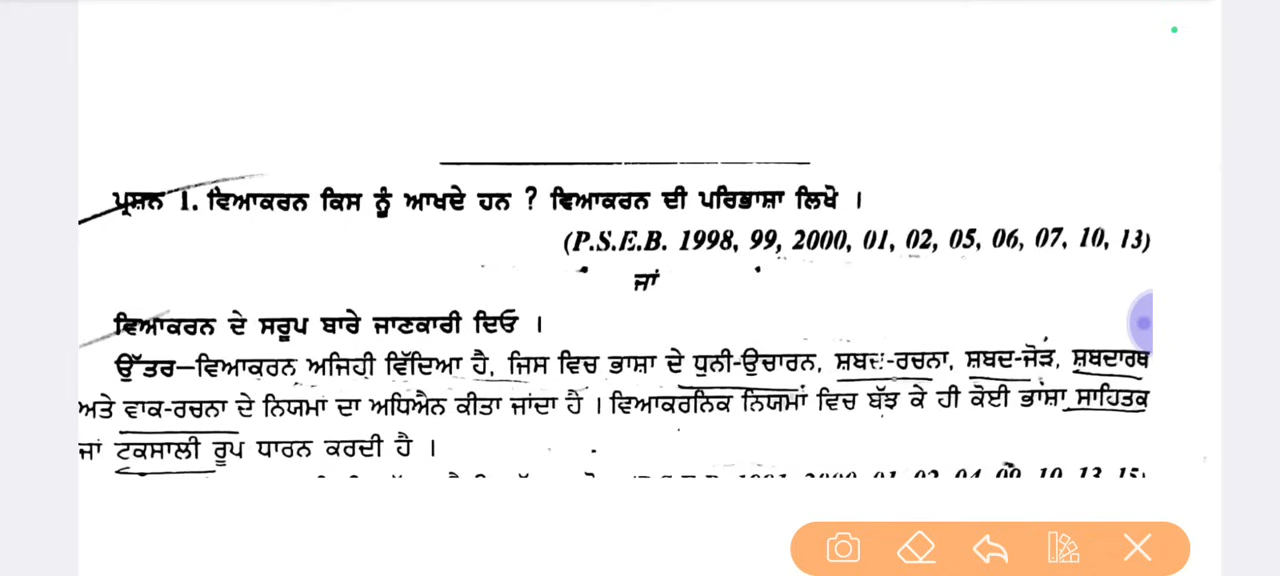 ਪ੍ਰਸ਼ਨ 1. ਵਿਆਕਰਨ ਕਿਸ ਨੂੰ ਆਖਦੇ ਹਨ ? ਵਿਆਕਰਨ ਦੀ ਪਰਿਭਾਸ਼ਾ ਲਿਖੋ ।
(P.S.E.B. 1998, 99, 2000, 01, 02, 05, 06, 07, 10, 13)
ਜਾਂ
ਵਿਆਕਰਨ ਦੇ ਸਰੂਪ ਬਾਰੇ ਜਾਣਕਾਰੀ ਦਿਓ ।
ਉੱਤਰ—ਵਿਆਕਰਨ ਅਜਿਹੀ ਵਿੱਦਿਆ ਹੈ, ਜਿਸ ਵਿਚ ਭਾਸ਼ਾ ਦੇ ਧੁਨੀ-ਉਚਾਰਨ, ਸ਼ਬਦ-ਰਚਨਾ, ਸ਼ਬਦ-ਜੋੜ, ਸ਼ਬਦਾਰਥ
ਅਤੇ ਵਾਕ-ਰਚਨਾ ਦੇ ਨਿਯਮਾਂ ਦਾ ਅਧਿਐਨ ਕੀਤਾ ਜਾਂਦਾ ਹੈ । ਵਿਆਕਰਨਿਕ ਨਿਯਮਾਂ ਵਿਚ ਬੱਝ ਕੇ ਹੀ ਕੋਈ ਭਾਸ਼ਾ ਸਾਹਿਤਕ
ਜਾਂ ਟਕਸਾਲੀ ਰੂਪ ਧਾਰਨ ਕਰਦੀ ਹੈ ।